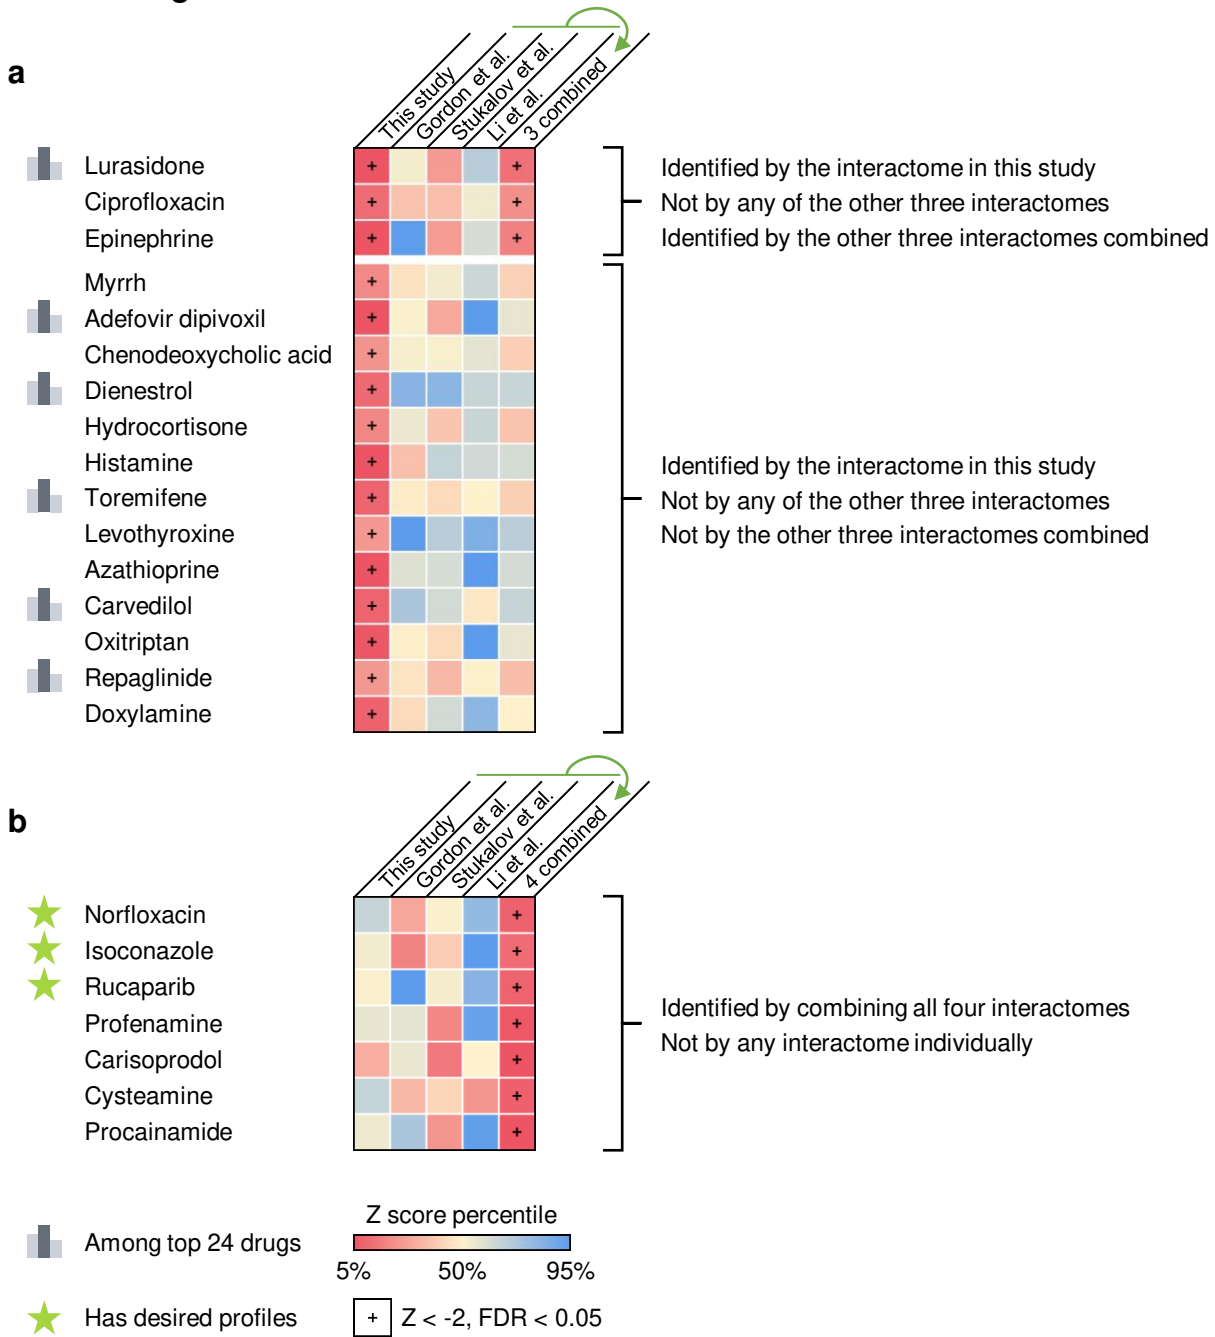 a
This study
Gordon et al.
Stukalov et al.
Li et al.
3 combined
Lurasidone
Ciprofloxacin
Epinephrine
Identified by the interactome in this study
Not by any of the other three interactomes
Identified by the other three interactomes combined
Myrrh
Adefovir dipivoxil
Chenodeoxycholic acid
Dienestrol
Hydrocortisone
Histamine
Toremifene
Levothyroxine
Azathioprine
Carvedilol
Oxitriptan
Repaglinide
Doxylamine
Identified by the interactome in this study
Not by any of the other three interactomes
Not by the other three interactomes combined
b
This study
Gordon et al.
Stukalov et al.
Li et al.
4 combined
Norfloxacin
Isoconazole
Rucaparib
Profenamine
Carisoprodol
Cysteamine
Procainamide
Identified by combining all four interactomes
Not by any interactome individually
Among top 24 drugs
Z score percentile
5% 50% 95%
Has desired profiles
+ Z < -2, FDR < 0.05